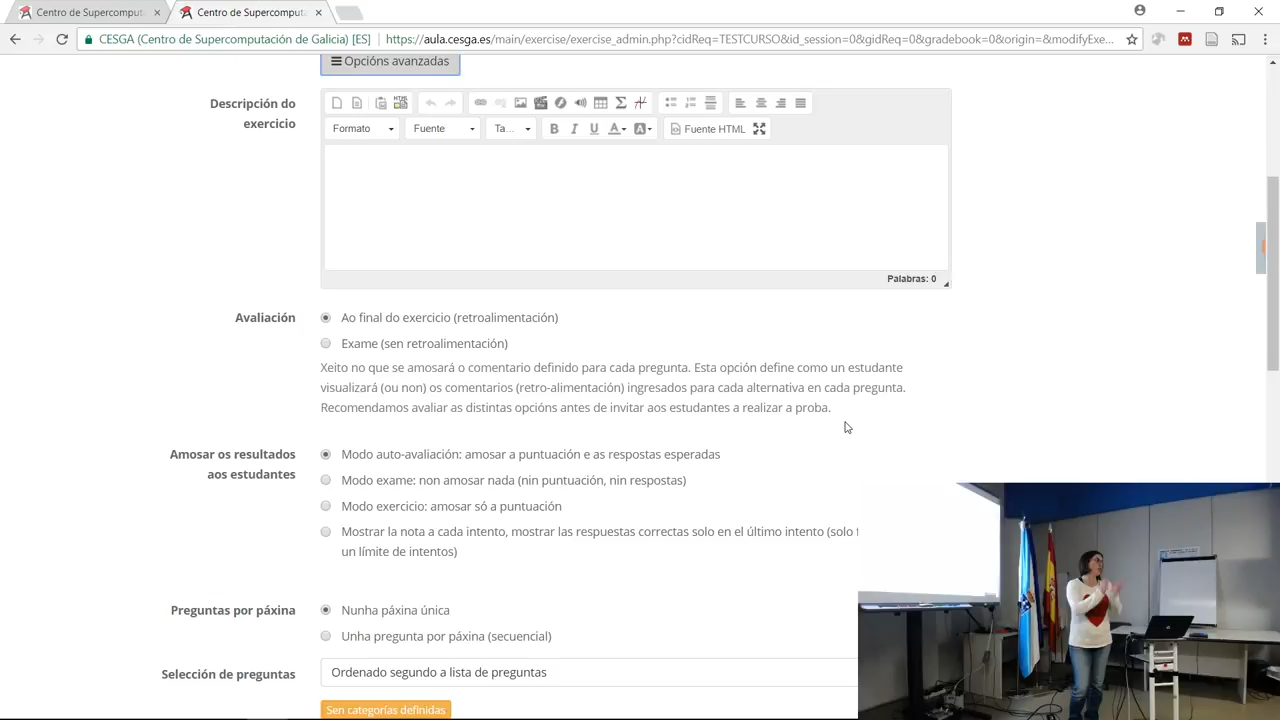 Centro de Supercomputa
Centro de Supercomputa
CESGA (Centro de Supercomputación de Galicia) [ES]
https://aula.cesga.es/main/exercise/exercise_admin.php?cidReq=TESTCURSO&id_session=0&gidReq=0&gradebook=0&origin=&modifyExe...
Opcións avanzadas
Descripción do
exercicio
HTML
Formato
Fuente
Ta...
B I U A A
Fuente HTML
Palabras: 0
Avaliación
Ao final do exercicio (retroalimentación)
Exame (sen retroalimentación)
Xeito no que se amosará o comentario definido para cada pregunta. Esta opción define como un estudante
visualizará (ou non) os comentarios (retro-alimentación) ingresados para cada alternativa en cada pregunta.
Recomendamos avaliar as distintas opcións antes de invitar aos estudantes a realizar a proba.
Amosar os resultados
aos estudantes
Modo auto-avaliación: amosar a puntuación e as respostas esperadas
Modo exame: non amosar nada (nin puntuación, nin respostas)
Modo exercicio: amosar só a puntuación
Mostrar la nota a cada intento, mostrar las respuestas correctas solo en el último intento (solo
un límite de intentos)
Preguntas por páxina
Nunha páxina única
Unha pregunta por páxina (secuencial)
Selección de preguntas
Ordenado segundo a lista de preguntas
Sen categorías definidas